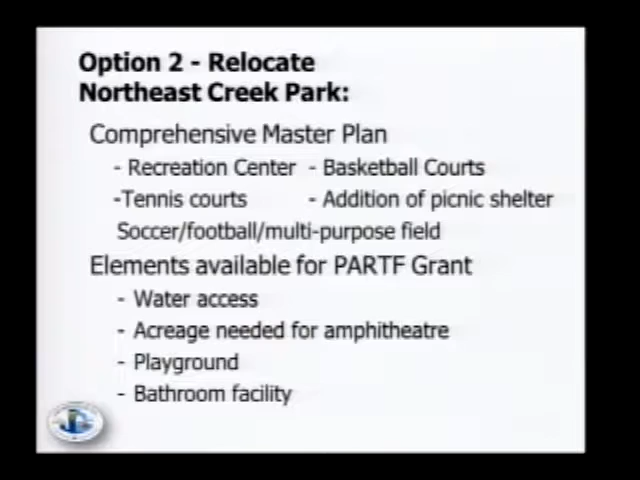 Option 2 - Relocate
Northeast Creek Park:
Comprehensive Master Plan
- Recreation Center - Basketball Courts
-Tennis courts - Addition of picnic shelter
Soccer/football/multi-purpose field
Elements available for PARTF Grant
- Water access
- Acreage needed for amphitheatre
- Playground
- Bathroom facility